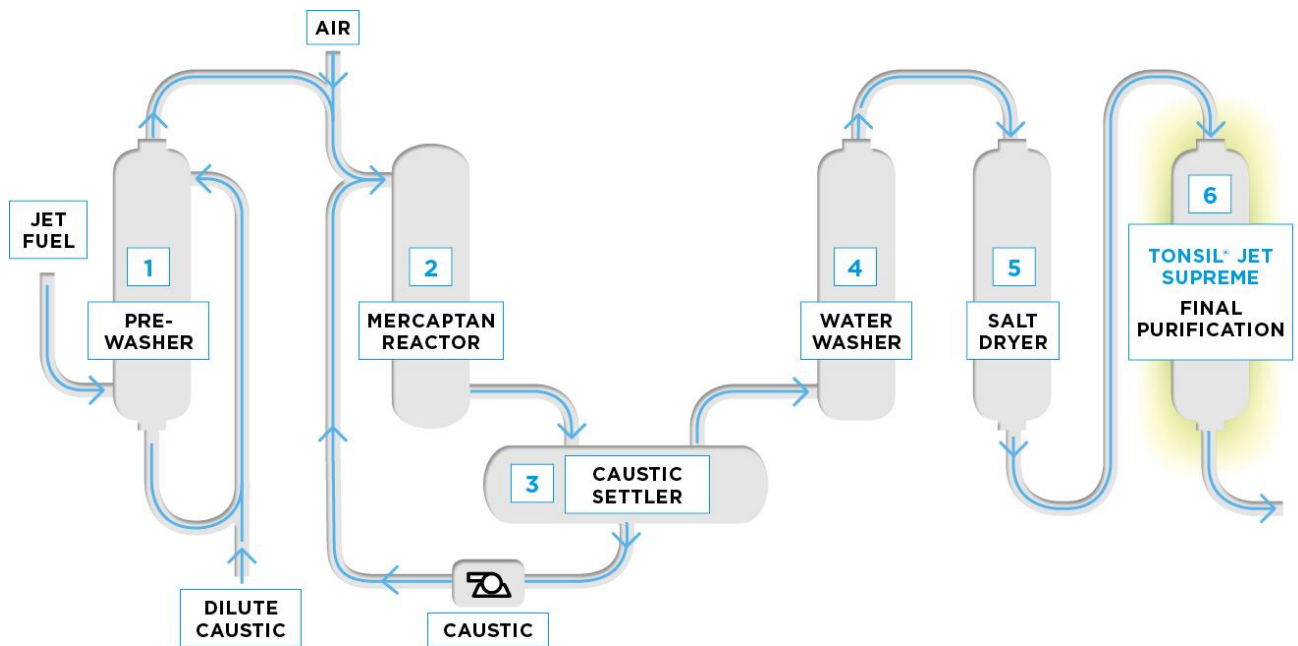 AIR
JET
FUEL
1
PRE-
WASHER
2
MERCAPTAN
REACTOR
3
CAUSTIC
SETTLER
4
WATER
WASHER
5
SALT
DRYER
6
TONSIL® JET
SUPREME
FINAL
PURIFICATION
DILUTE
CAUSTIC
CAUSTIC